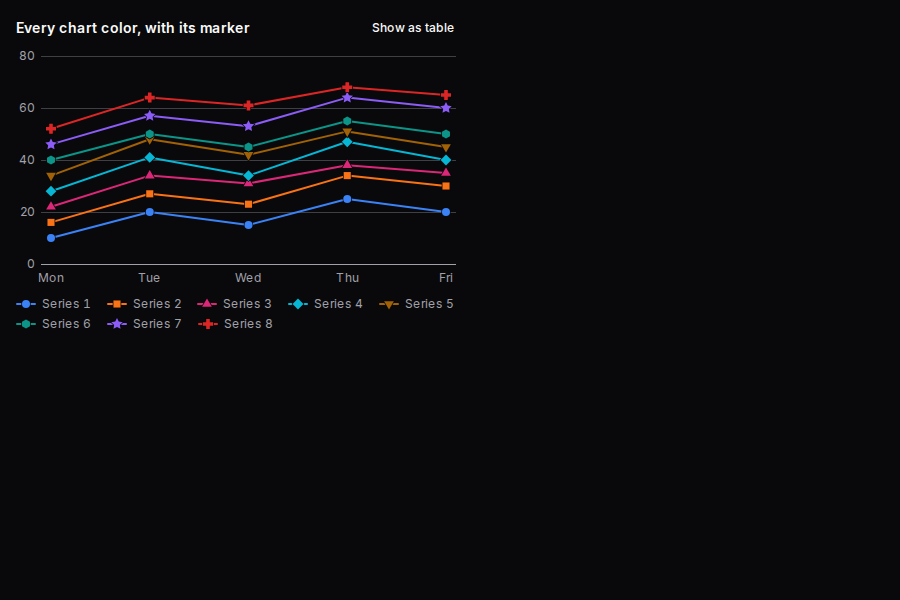 Every chart color, with its marker
Show as table
80
60
40
20
0
Mon Tue Wed Thu Fri
Series 1 Series 2 Series 3 Series 4 Series 5
Series 6 Series 7 Series 8